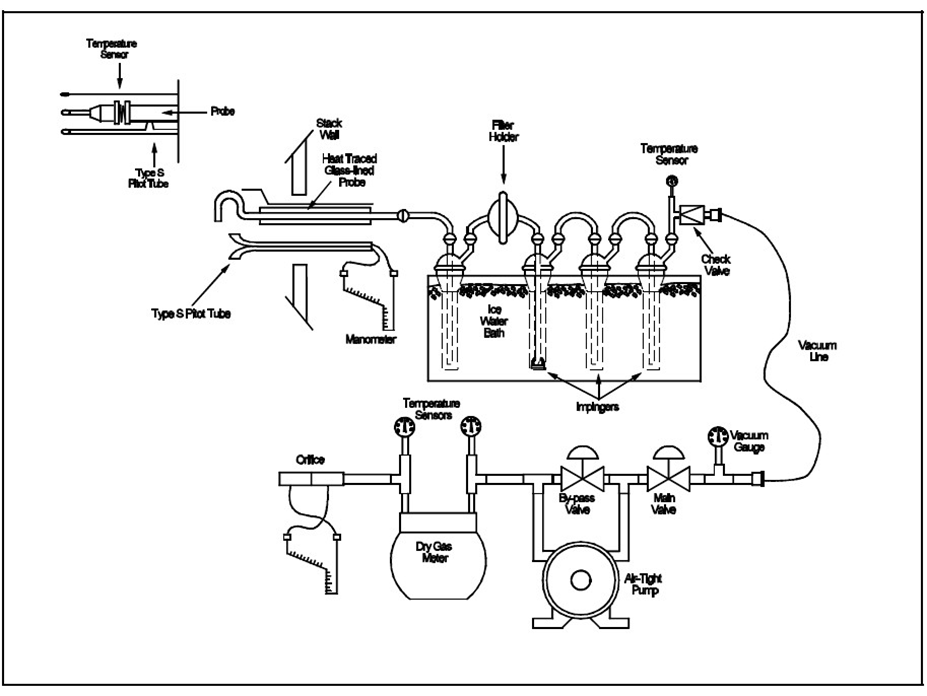 Temperature
Sensor
Probe
Type S
Pitot Tube
Stack
Wall
Heat Traced
Glass-lined
Probe
Filter
Holder
Temperature
Sensor
Check
Valve
Type S Pitot Tube
Manometer
Ice
Water
Bath
Impingers
Vacuum
Line
Temperature
Sensors
Orifice
Dry Gas
Meter
By-pass
Valve
Main
Valve
Vacuum
Gauge
Air-Tight
Pump